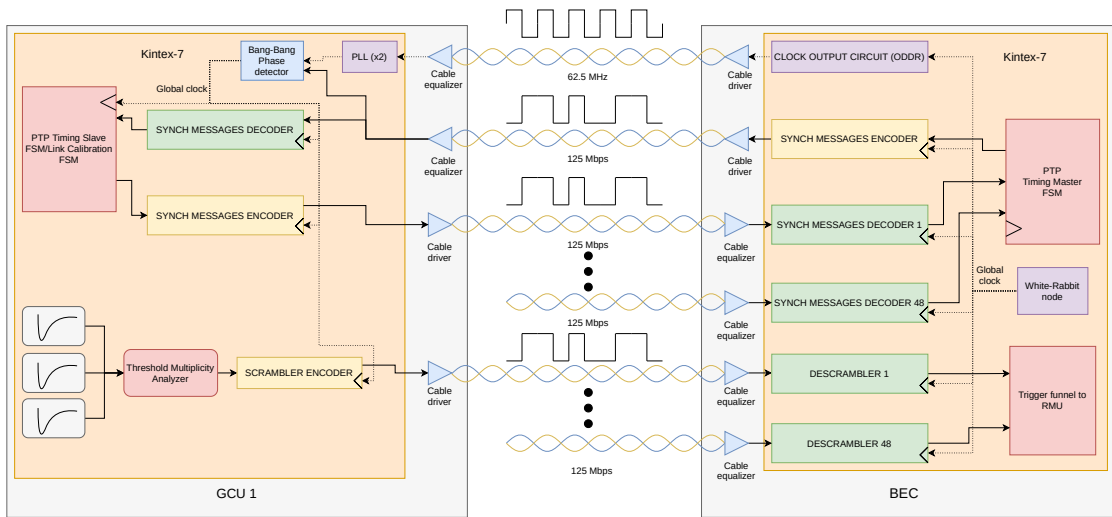 Kintex-7
Bang-Bang
Phase
detector
PLL (x2)
Cable
equalizer
62.5 MHz
Cable
driver
CLOCK OUTPUT CIRCUIT (ODDR)
Kintex-7
Global clock
PTP Timing Slave
FSM/Link Calibration
FSM
SYNCH MESSAGES DECODER
Cable
equalizer
125 Mbps
Cable
driver
SYNCH MESSAGES ENCODER
PTP
Timing Master
FSM
SYNCH MESSAGES ENCODER
Cable
driver
125 Mbps
Cable
equalizer
SYNCH MESSAGES DECODER 1
Global
clock
White-Rabbit
node
125 Mbps
Cable
equalizer
SYNCH MESSAGES DECODER 48
Threshold Multiplicity
Analyzer
SCRAMBLER ENCODER
Cable
driver
Cable
equalizer
DESCRAMBLER 1
Trigger funnel to
RMU
125 Mbps
Cable
equalizer
DESCRAMBLER 48
GCU 1
BEC